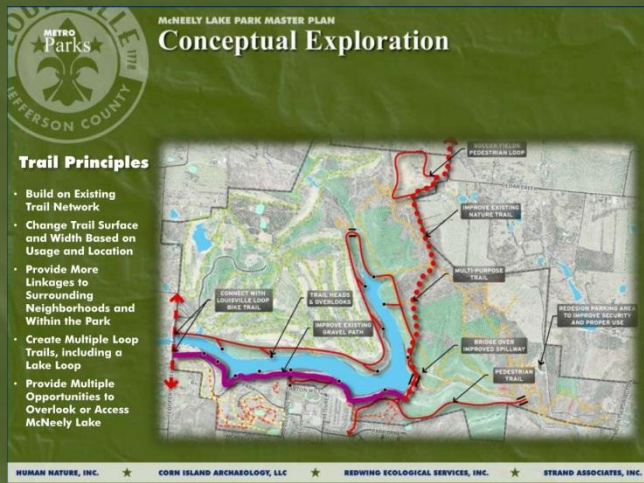 LOUISVILLE
1778
JEFFERSON COUNTY
METRO
Parks
McNEELY LAKE PARK MASTER PLAN
Conceptual Exploration
Trail Principles
• Build on Existing
Trail Network
• Change Trail Surface
and Width Based on
Usage and Location
• Provide More
Linkages to
Surrounding
Neighborhoods and
Within the Park
• Create Multiple Loop
Trails, including a
Lake Loop
• Provide Multiple
Opportunities to
Overlook or Access
McNeely Lake
SOCCER FIELDS
PEDESTRIAN LOOP
IMPROVE EXISTING
NATURE TRAIL
MULTI-PURPOSE
TRAIL
CONNECT WITH
LOUISVILLE LOOP
BIKE TRAIL
TRAIL HEADS
& OVERLOOKS
IMPROVE EXISTING
GRAVEL PATH
REDESIGN PARKING AREA
TO IMPROVE SECURITY
AND PROPER USE
BRIDGE OVER
IMPROVED SPILLWAY
PEDESTRIAN
TRAIL
HUMAN NATURE, INC. ★ CORN ISLAND ARCHAEOLOGY, LLC ★ REDWING ECOLOGICAL SERVICES, INC. ★ STRAND ASSOCIATES, INC.